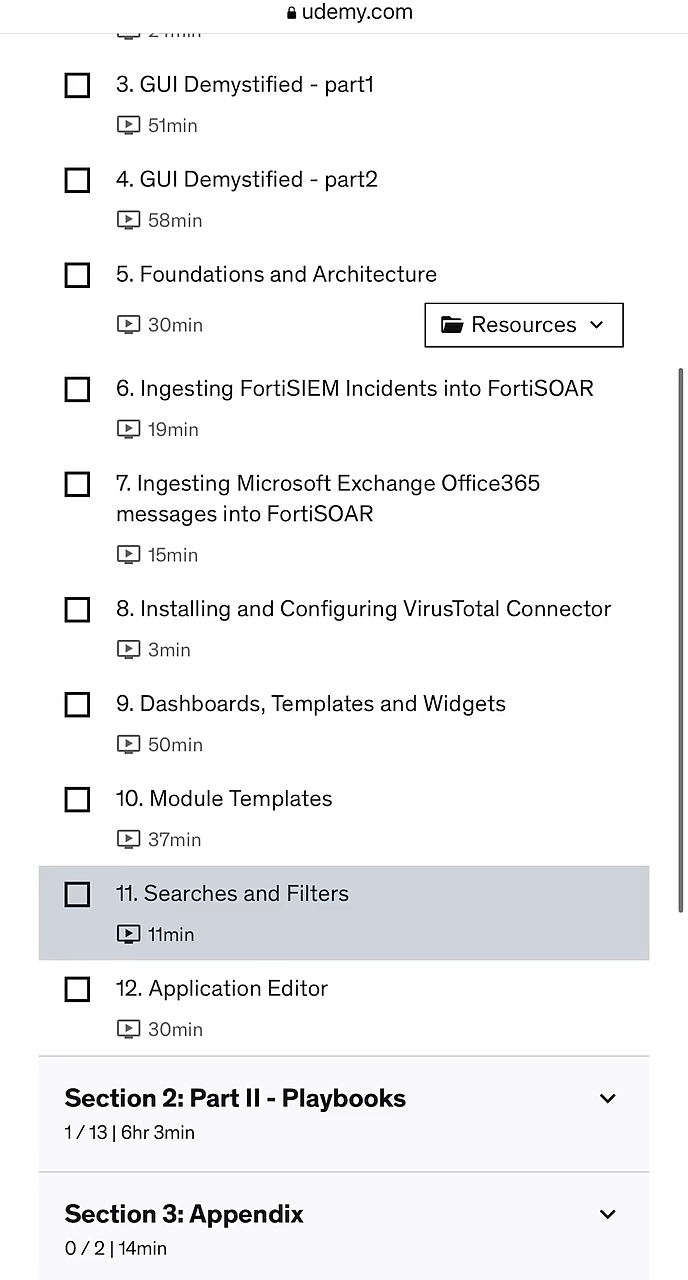 udemy.com
3. GUI Demystified - part1
51min
4. GUI Demystified - part2
58min
5. Foundations and Architecture
30min
Resources
6. Ingesting FortiSIEM Incidents into FortiSOAR
19min
7. Ingesting Microsoft Exchange Office365
messages into FortiSOAR
15min
8. Installing and Configuring VirusTotal Connector
3min
9. Dashboards, Templates and Widgets
50min
10. Module Templates
37min
11. Searches and Filters
11min
12. Application Editor
30min
Section 2: Part II - Playbooks
1 / 13 | 6hr 3min
Section 3: Appendix
0 / 2 | 14min